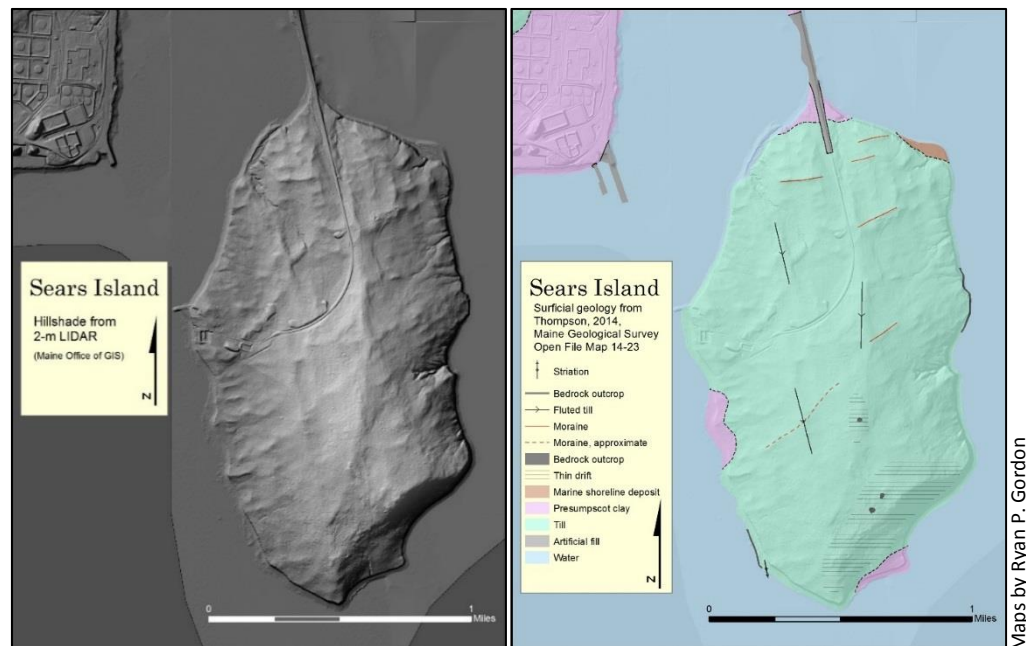 Sears Island
Hillshade from
2-m LIDAR
(Maine Office of GIS)
N
0
1
Miles
Sears Island
Surficial geology from
Thompson, 2014,
Maine Geological Survey
Open File Map 14-23
Striation
Bedrock outcrop
Fluted till
Moraine
Moraine, approximate
Bedrock outcrop
Thin drift
Marine shoreline deposit
Presumpscot clay
Till
Artificial fill
Water
N
0
1
Miles
Maps by Ryan P. Gordon